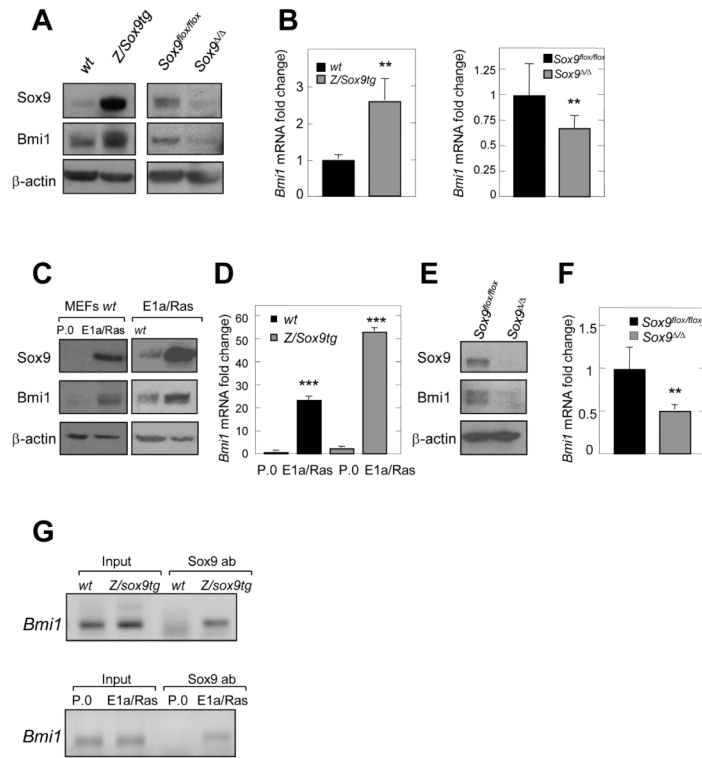 A
wt
Z/Sox9tg
Sox9flox/flox
Sox9Δ/Δ
Sox9
Bmi1
β-actin
B
Bmi1 mRNA fold change)
3
2
1
0
wt
Z/Sox9tg
**
Bmi1 mRNA fold change)
1.25
1
0.75
0.5
0.25
0
Sox9flox/flox
Sox9Δ/Δ
**
C
MEFs wt
E1a/Ras
P.0 E1a/Ras
wt
Sox9
Bmi1
β-actin
D
Bmi1 mRNA fold change)
60
50
40
30
20
10
0
wt
Z/Sox9tg
***
***
P.0 E1a/Ras P.0 E1a/Ras
E
Sox9flox/flox
Sox9Δ/Δ
Sox9
Bmi1
β-actin
F
Bmi1 mRNA fold change)
1.5
1
0.5
0
Sox9flox/flox
Sox9Δ/Δ
**
G
Input Sox9 ab
wt Z/sox9tg wt Z/sox9tg
Bmi1
Input Sox9 ab
P.0 E1a/Ras P.0 E1a/Ras
Bmi1